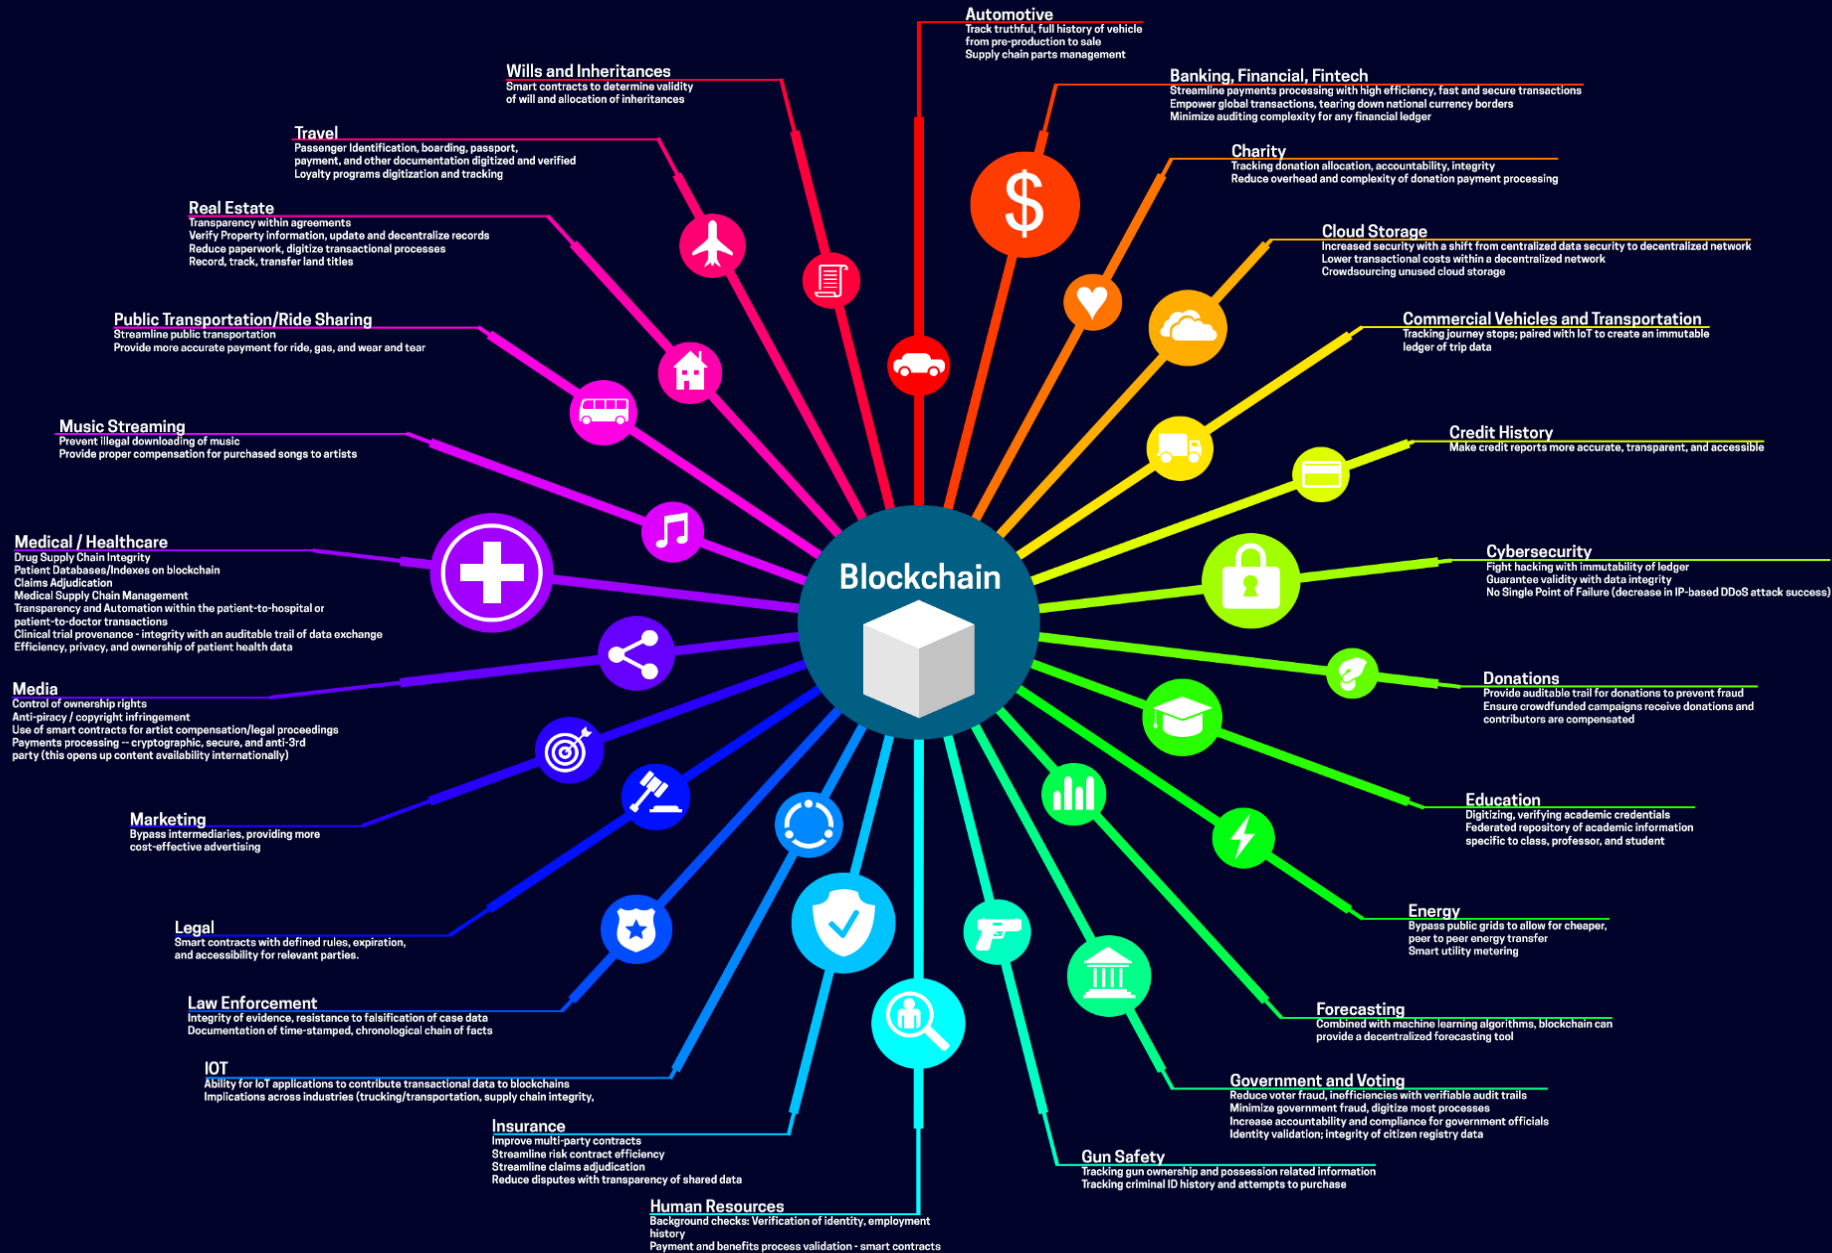 Automotive
Track truthful, full history of vehicle
from pre-production to sale
Supply chain parts management
Banking, Financial, Fintech
Streamline payments processing with high efficiency, fast and secure transactions
Empower global transactions, tearing down national currency borders
Minimize auditing complexity for any financial ledger
Charity
Tracking donation allocation, accountability, integrity
Reduce overhead and complexity of donation payment processing
Cloud Storage
Increased security with a shift from centralized data security to decentralized network
Lower transactional costs within a decentralized network
Crowdsourcing unused cloud storage
Commercial Vehicles and Transportation
Tracking journey stops; paired with IoT to create an immutable
ledger of trip data
Credit History
Make credit reports more accurate, transparent, and accessible
Cybersecurity
Fight hacking with immutability of ledger
Guarantee validity with data integrity
No Single Point of Failure (decrease in IP-based DDoS attack success)
Donations
Provide auditable trail for donations to prevent fraud
Ensure crowdfunded campaigns receive donations and
contributors are compensated
Education
Digitizing, verifying academic credentials
Federated repository of academic information
specific to class, professor, and student
Energy
Bypass public grids to allow for cheaper,
peer to peer energy transfer
Smart utility metering
Forecasting
Combined with machine learning algorithms, blockchain can
provide a decentralized forecasting tool
Government and Voting
Reduce voter fraud, inefficiencies with verifiable audit trails
Minimize government fraud, digitize most processes
Increase accountability and compliance for government officials
Identity validation; integrity of citizen registry data
Gun Safety
Tracking gun ownership and possession related information
Tracking criminal ID history and attempts to purchase
Human Resources
Background checks: Verification of identity, employment
history
Payment and benefits process validation - smart contracts
Insurance
Improve multi-party contracts
Streamline risk contract efficiency
Streamline claims adjudication
Reduce disputes with transparency of shared data
IOT
Ability for IoT applications to contribute transactional data to blockchains
Implications across industries (trucking/transportation, supply chain integrity,
Law Enforcement
Integrity of evidence, resistance to falsification of case data
Documentation of time-stamped, chronological chain of facts
Legal
Smart contracts with defined rules, expiration,
and accessibility for relevant parties.
Marketing
Bypass intermediaries, providing more
cost-effective advertising
Media
Control of ownership rights
Anti-piracy / copyright infringement
Use of smart contracts for artist compensation/legal proceedings
Payments processing -- cryptographic, secure, and anti-3rd
party (this opens up content availability internationally)
Medical / Healthcare
Drug Supply Chain Integrity
Patient Databases/Indexes on blockchain
Claims Adjudication
Medical Supply Chain Management
Transparency and Automation within the patient-to-hospital or
patient-to-doctor transactions
Clinical trial provenance - integrity with an auditable trail of data exchange
Efficiency, privacy, and ownership of patient health data
Music Streaming
Prevent illegal downloading of music
Provide proper compensation for purchased songs to artists
Public Transportation/Ride Sharing
Streamline public transportation
Provide more accurate payment for ride, gas, and wear and tear
Real Estate
Transparency within agreements
Verify Property information, update and decentralize records
Reduce paperwork, digitize transactional processes
Record, track, transfer land titles
Travel
Passenger Identification, boarding, passport,
payment, and other documentation digitized and verified
Loyalty programs digitization and tracking
Wills and Inheritances
Smart contracts to determine validity
of will and allocation of inheritances
$
Blockchain